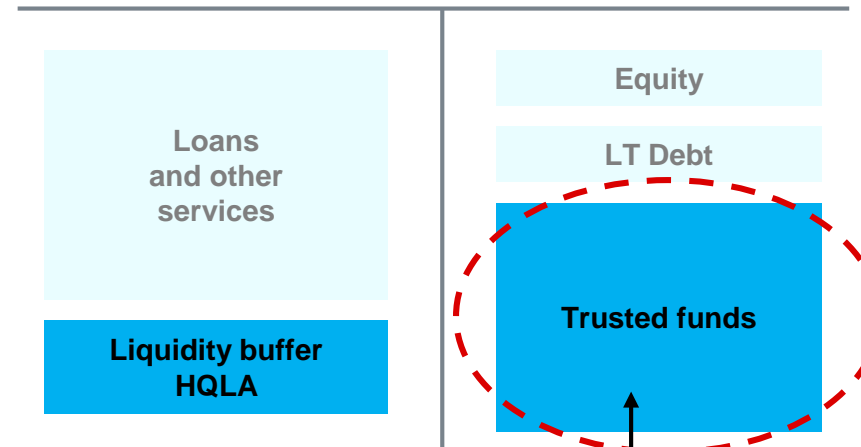 Loans
and other
services
Liquidity buffer
HQLA
Equity
LT Debt
Trusted funds